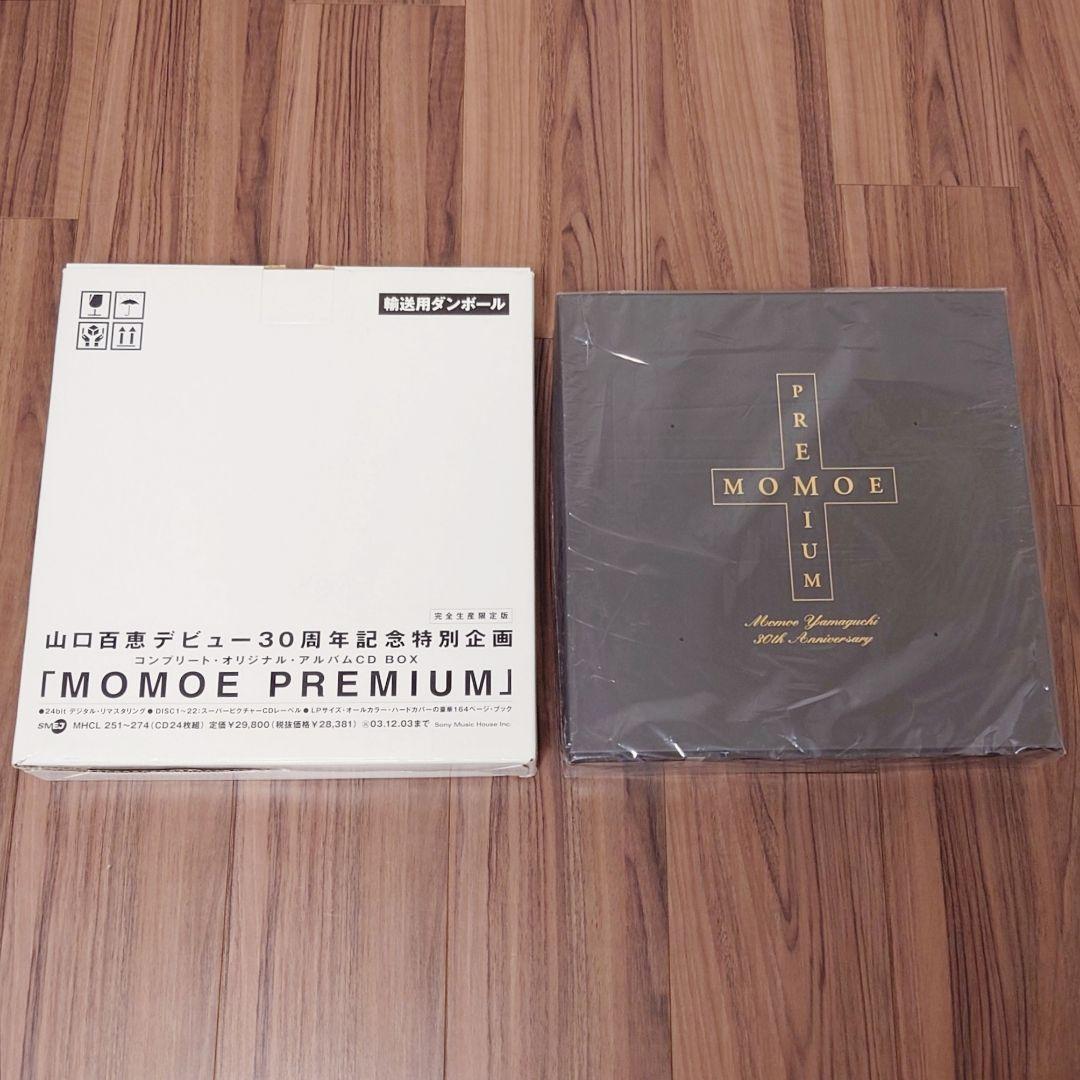 輸送用ダンボール
完全生産限定版
山口百恵デビュー30周年記念特別企画
コンプリート・オリジナル・アルバムCD BOX
「MOMOE PREMIUM」
●24bit デジタル・リマスタリング ● DISC1〜22:スーパーピクチャーCDレーベル ● LPサイズ・オールカラー・ハードカバーの豪華164ページ・ブック
SME MHCL 251〜274(CD24枚組) 定価¥29,800(税抜価格¥28,381) Ⓨ03.12.03まで Sony Music House Inc.
PREMIUM
MOMOE
Momoe Yamaguchi
30th Anniversary